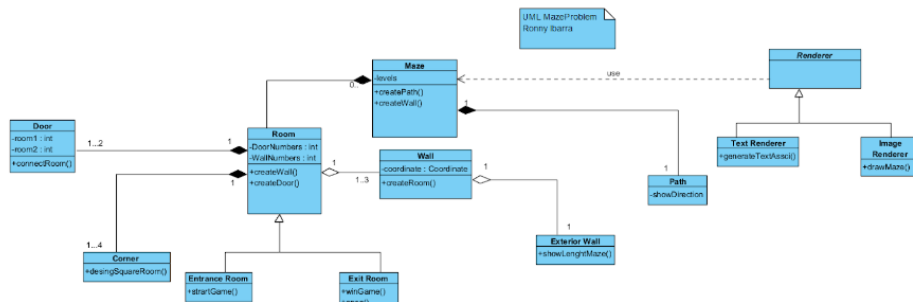 UML MazeProblem
Ronny Ibarra
Maze
-levels
+createPath()
+createWall()
Renderer
use
0..
1
Door
-room1 : int
-room2 : int
+connectRoom()
1...2
1
Room
-DoorNumbers : int
-WallNumbers : int
+createWall()
+createDoor()
1
1
1...3
Wall
-coordinate : Coordinate
+createRoom()
1
Text Renderer
+generateTextAssci()
Image
Renderer
+drawMaze()
1
Path
-showDirection
1...4
Corner
+desingSquareRoom()
1
Exterior Wall
+showLenghtMaze()
Entrance Room
+strartGame()
Exit Room
+winGame()